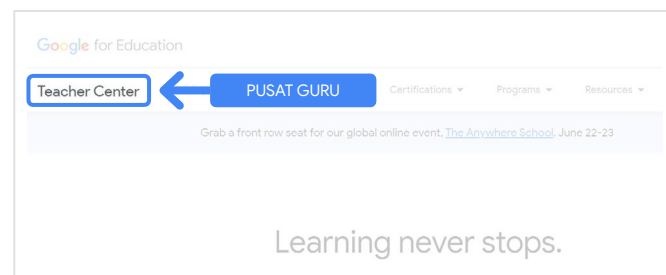 Google for Education
Teacher Center
PUSAT GURU
Certifications
Programs
Resources
Grab a front row seat for our global online event, The Anywhere School. June 22-23
Learning never stops.